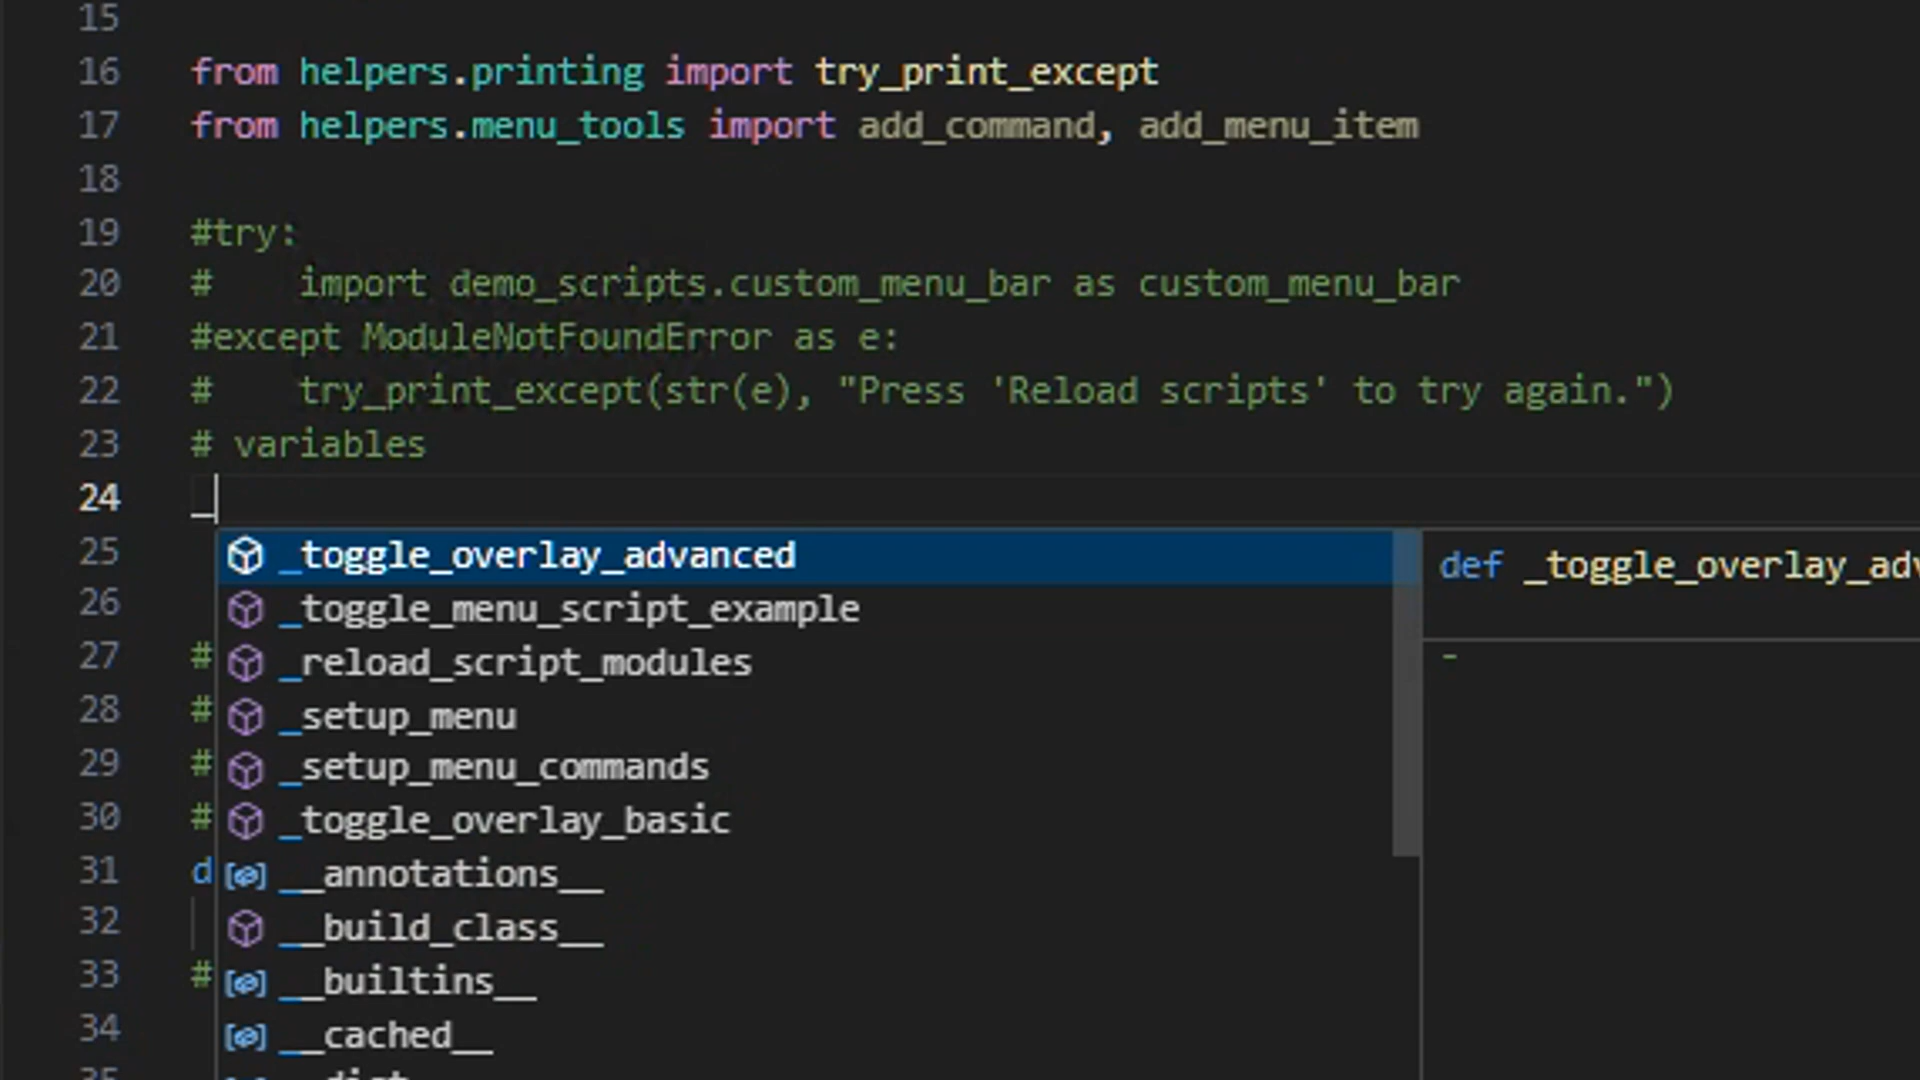 15
16 from helpers.printing import try_print_except
17 from helpers.menu_tools import add_command, add_menu_item
18
19 #try:
20 #    import demo_scripts.custom_menu_bar as custom_menu_bar
21 #except ModuleNotFoundError as e:
22 #    try_print_except(str(e), "Press 'Reload scripts' to try again.")
23 # variables
24 _
25 _toggle_overlay_advanced def _toggle_overlay_adv
26 _toggle_menu_script_example
27 # _reload_script_modules -
28 # _setup_menu
29 # _setup_menu_commands
30 # _toggle_overlay_basic
31 d __annotations__
32 __build_class__
33 # __builtins__
34 __cached__
35 __dict